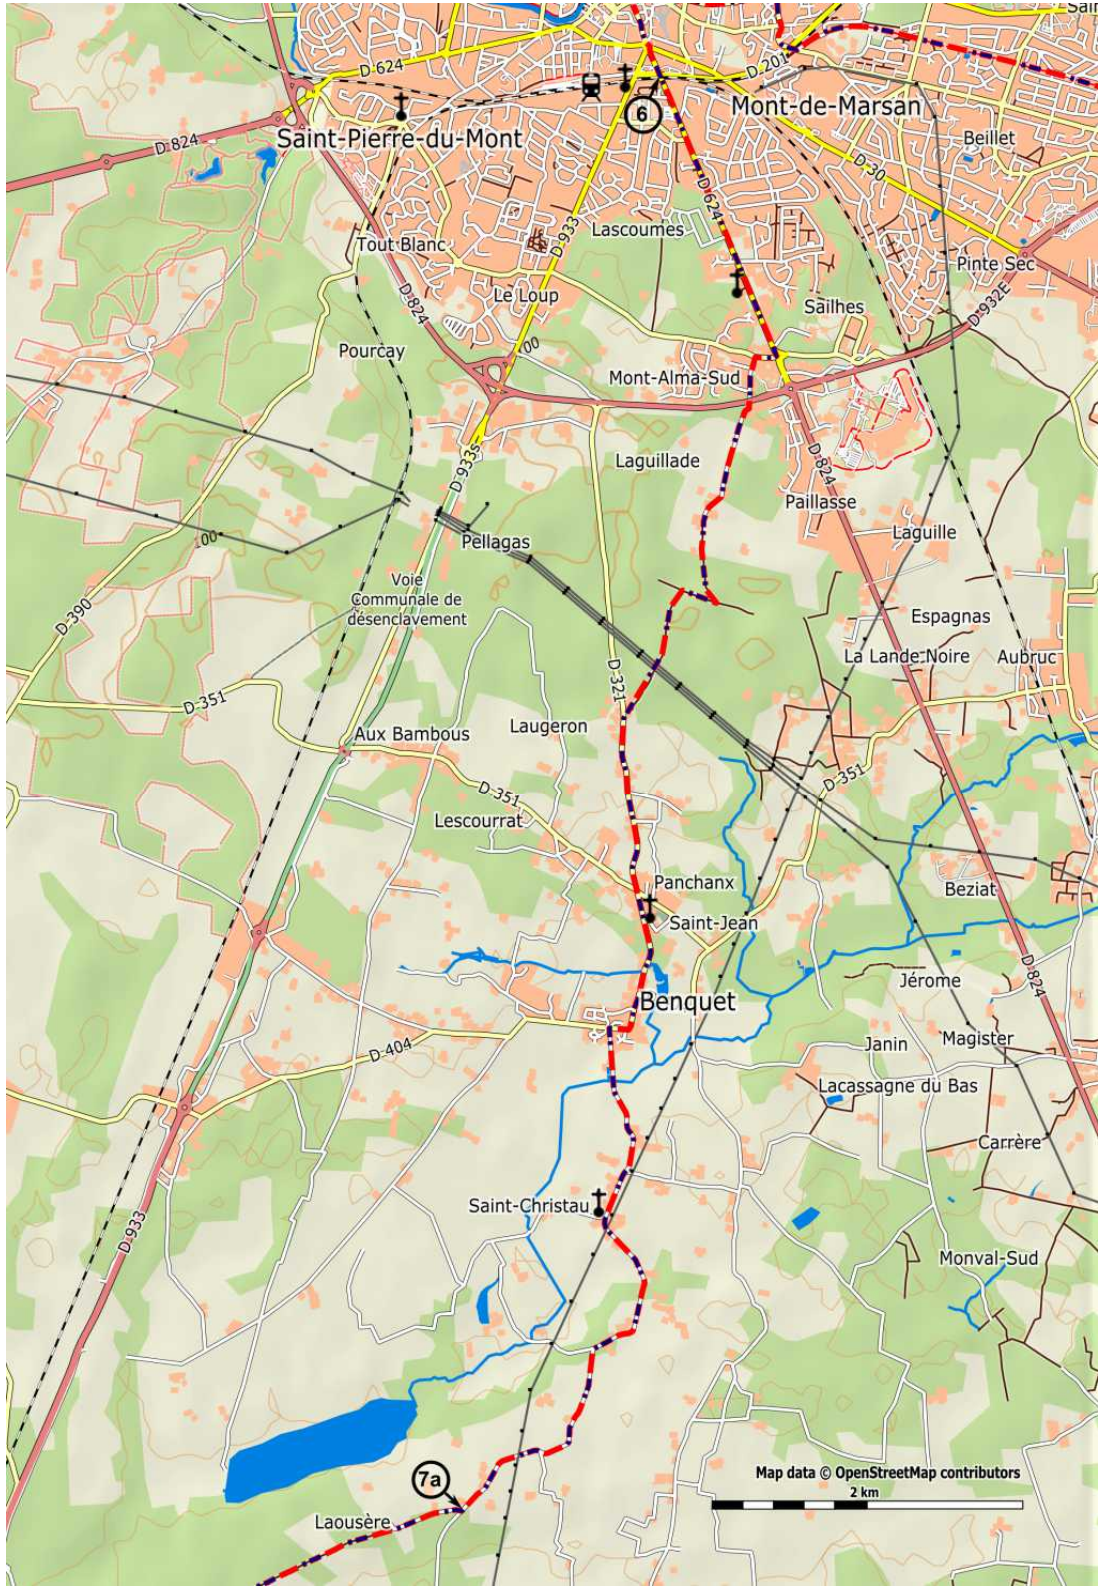 Sain
D 624
D 201
Mont-de-Marsan
6
Saint-Pierre-du-Mont
D 824
Beillet
D 30
D 624
Lascoumes
D 933
Tout Blanc
Pinte Sec
Le Loup
D 824
Sailhes
D 932E
Pourcay
100
Mont-Alma-Sud
D 933s
Laguillade
D 824
Paillasse
Laguille
00
Pellagas
Voie
Communale de
désenclavement
D 390
Espagnas
La Lande Noire
Aubruc
D 351
D 321
Laugeron
Aux Bambous
D 351
D 351
Lescourrat
Panchanx
Beziat
Saint-Jean
D 824
Jérome
Benquet
Janin
Magister
D 404
Lacassagne du Bas
Carrère
Saint-Christau
D 933
Monval-Sud
7a
Map data © OpenStreetMap contributors
2 km
Laousère